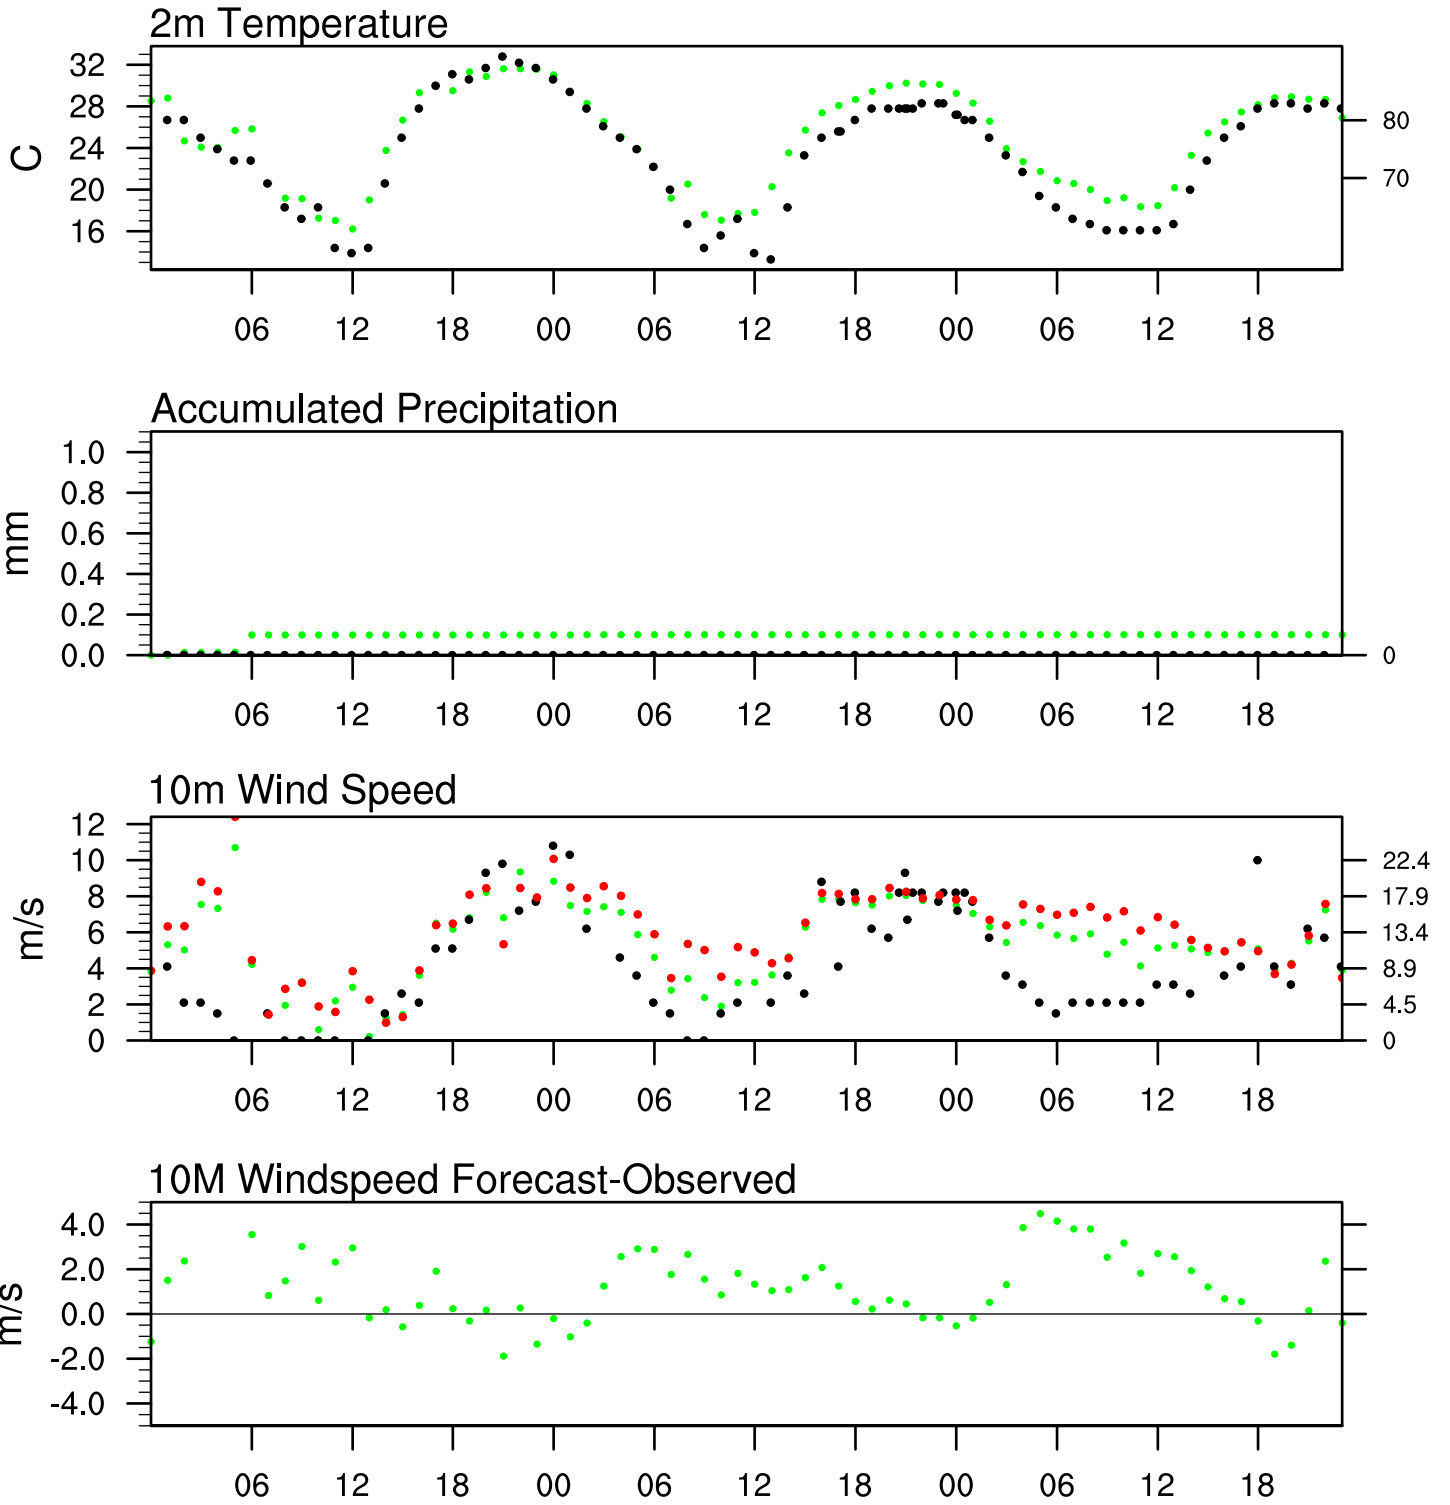 2m Temperature
32
28
24
20
16
C
80
70
06 12 18 00 06 12 18 00 06 12 18
Accumulated Precipitation
1.0
0.8
0.6
0.4
0.2
0.0
mm
0
06 12 18 00 06 12 18 00 06 12 18
10m Wind Speed
12
10
8
6
4
2
0
m/s
22.4
17.9
13.4
8.9
4.5
0
06 12 18 00 06 12 18 00 06 12 18
10M Windspeed Forecast-Observed
4.0
2.0
0.0
-2.0
-4.0
m/s
06 12 18 00 06 12 18 00 06 12 18